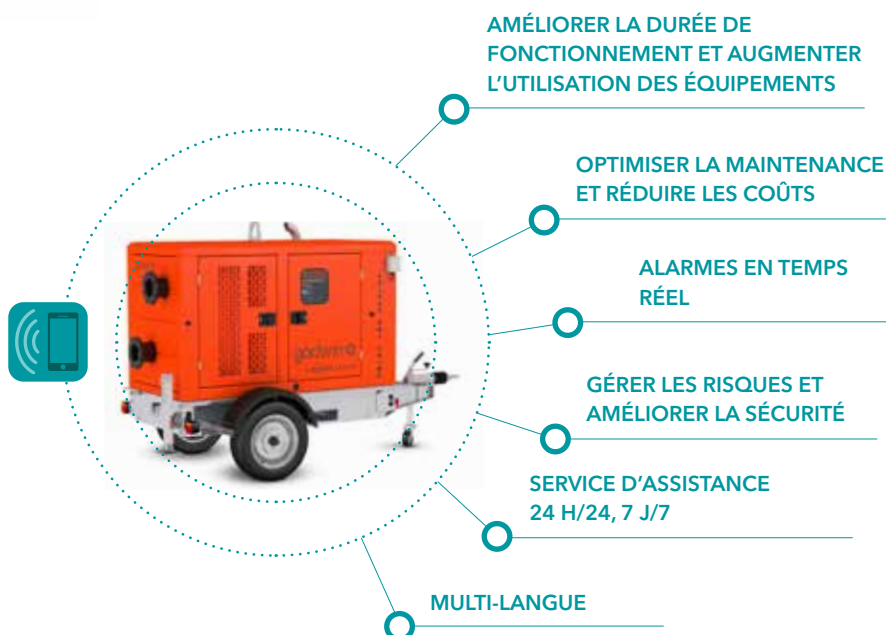 AMÉLIORER LA DURÉE DE
FONCTIONNEMENT ET AUGMENTER
L'UTILISATION DES ÉQUIPEMENTS
OPTIMISER LA MAINTENANCE
ET RÉDUIRE LES COÛTS
ALARMES EN TEMPS
RÉEL
godwin
GÉRER LES RISQUES ET
AMÉLIORER LA SÉCURITÉ
SERVICE D'ASSISTANCE
24 H/24, 7 J/7
MULTI-LANGUE